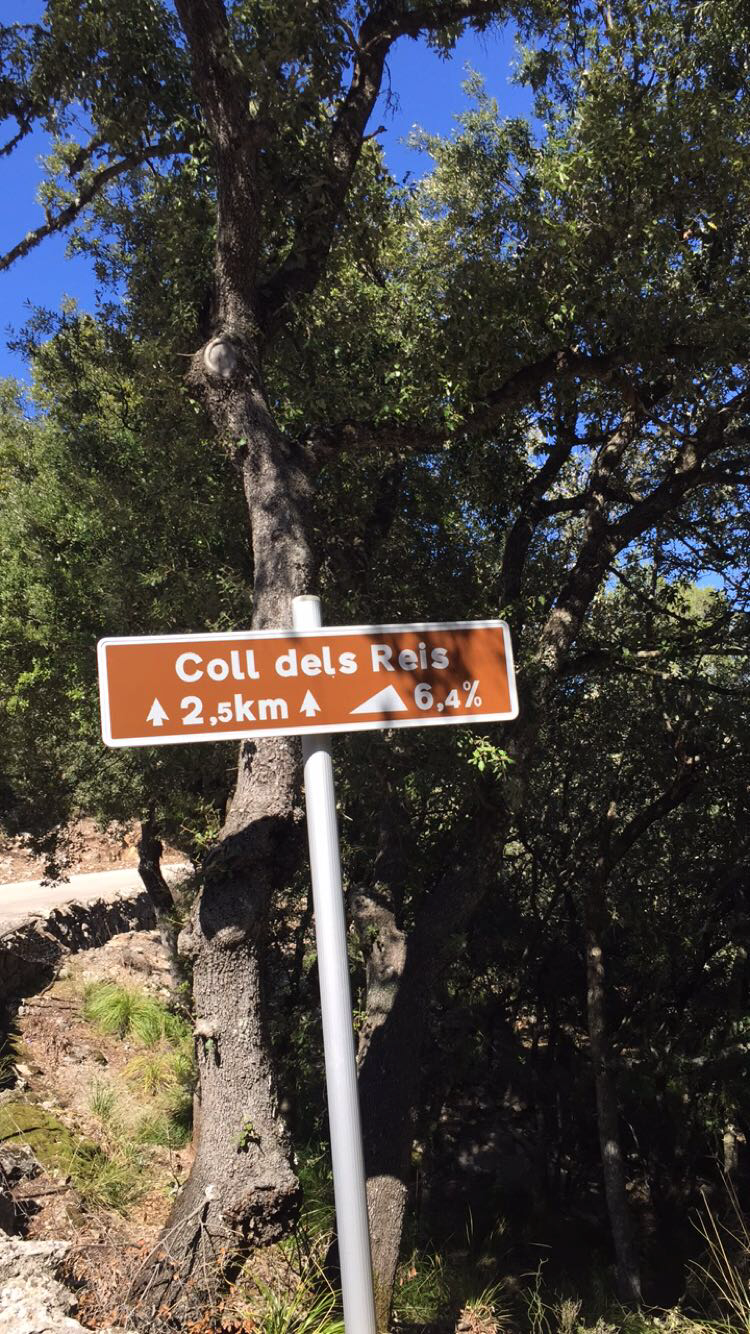 Coll dels Reis
2,5km 6,4%